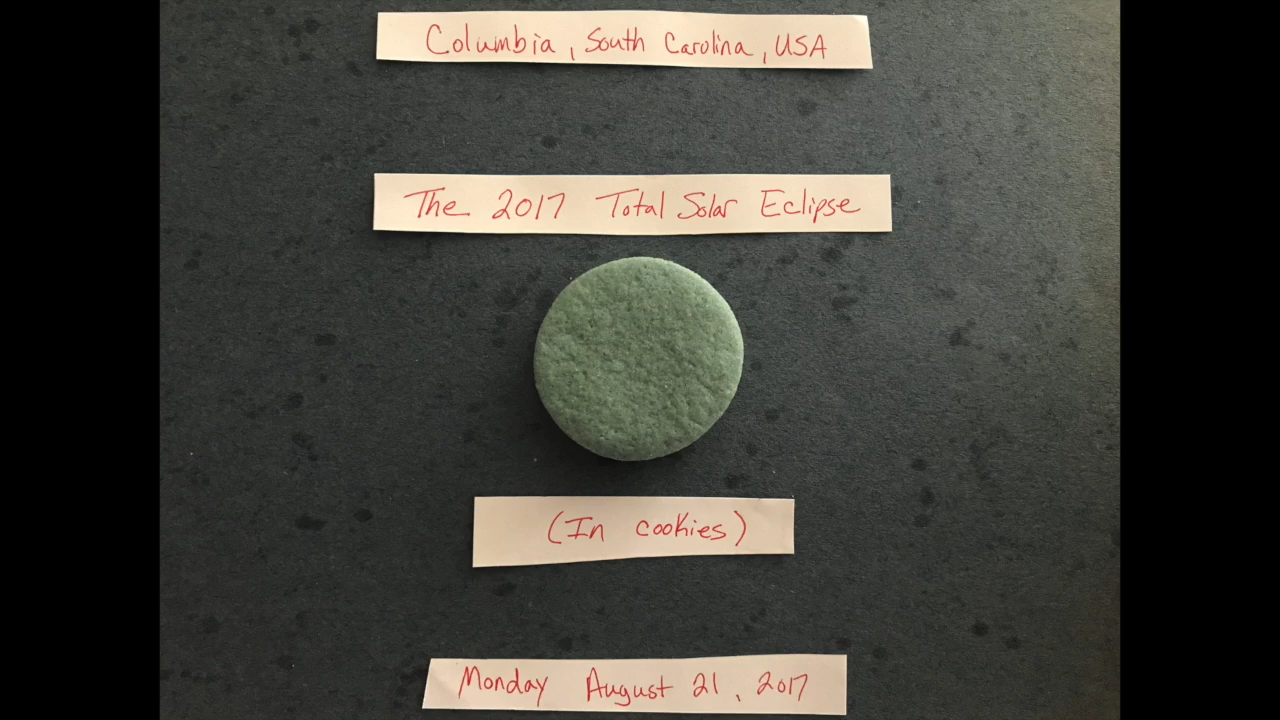 Columbia, South Carolina, USA
The 2017 Total Solar Eclipse
(In cookies)
Monday August 21, 2017